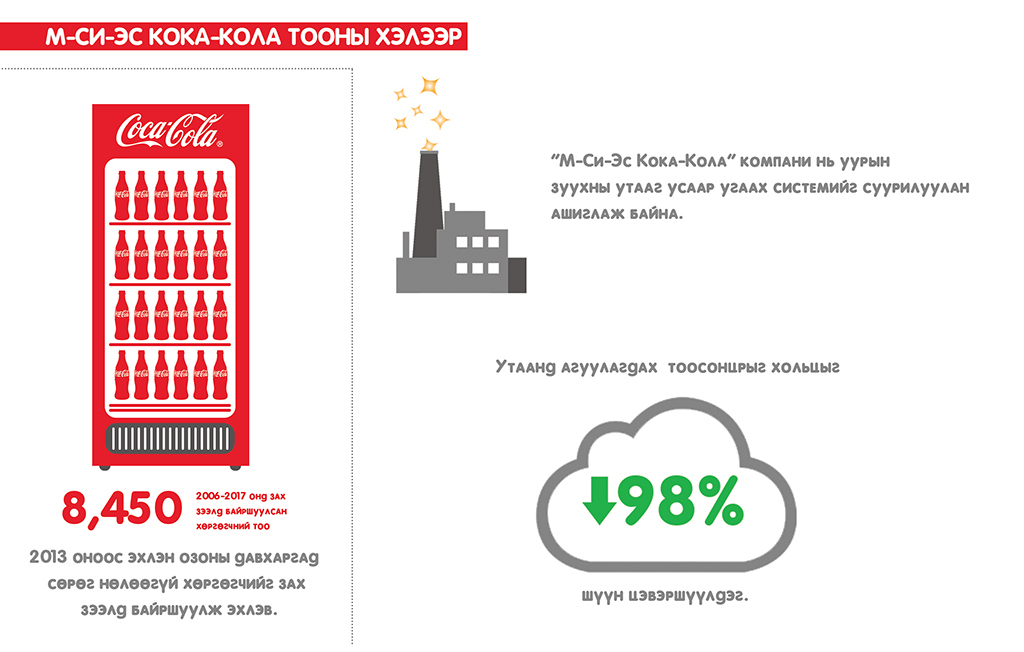 М-СИ-ЭС КОКА-КОЛА ТООНЫ ХЭЛЭЭР
Coca-Cola®
8,450
2006-2017 онд зах
зээлд байршуулсан
хөргөгчний тоо
2013 оноос эхлэн озоны давхаргад
сөрөг нөлөөгүй хөргөгчийг зах
зээлд байршуулж эхлэв.
"М-Си-Эс Кока-Кола" компани нь уурын
зуухны утааг усаар угаах системийг суурилуулан
ашиглаж байна.
Утаанд агуулагдах тоосонцрыг хольцыг
98%
шүүн цэвэршүүлдэг.